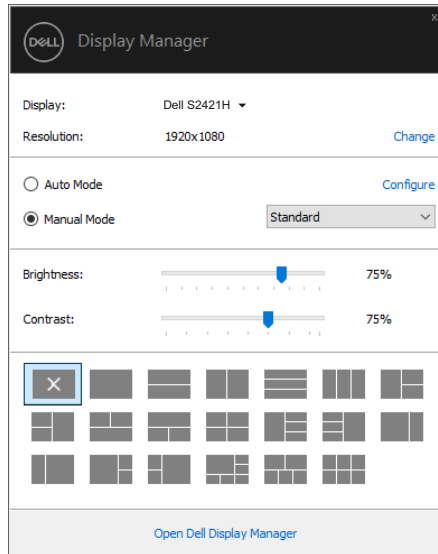 DELL Display Manager
Display: Dell S2421H
Resolution: 1920x1080 Change
Auto Mode Configure
Manual Mode Standard
Brightness: 75%
Contrast: 75%
Open Dell Display Manager